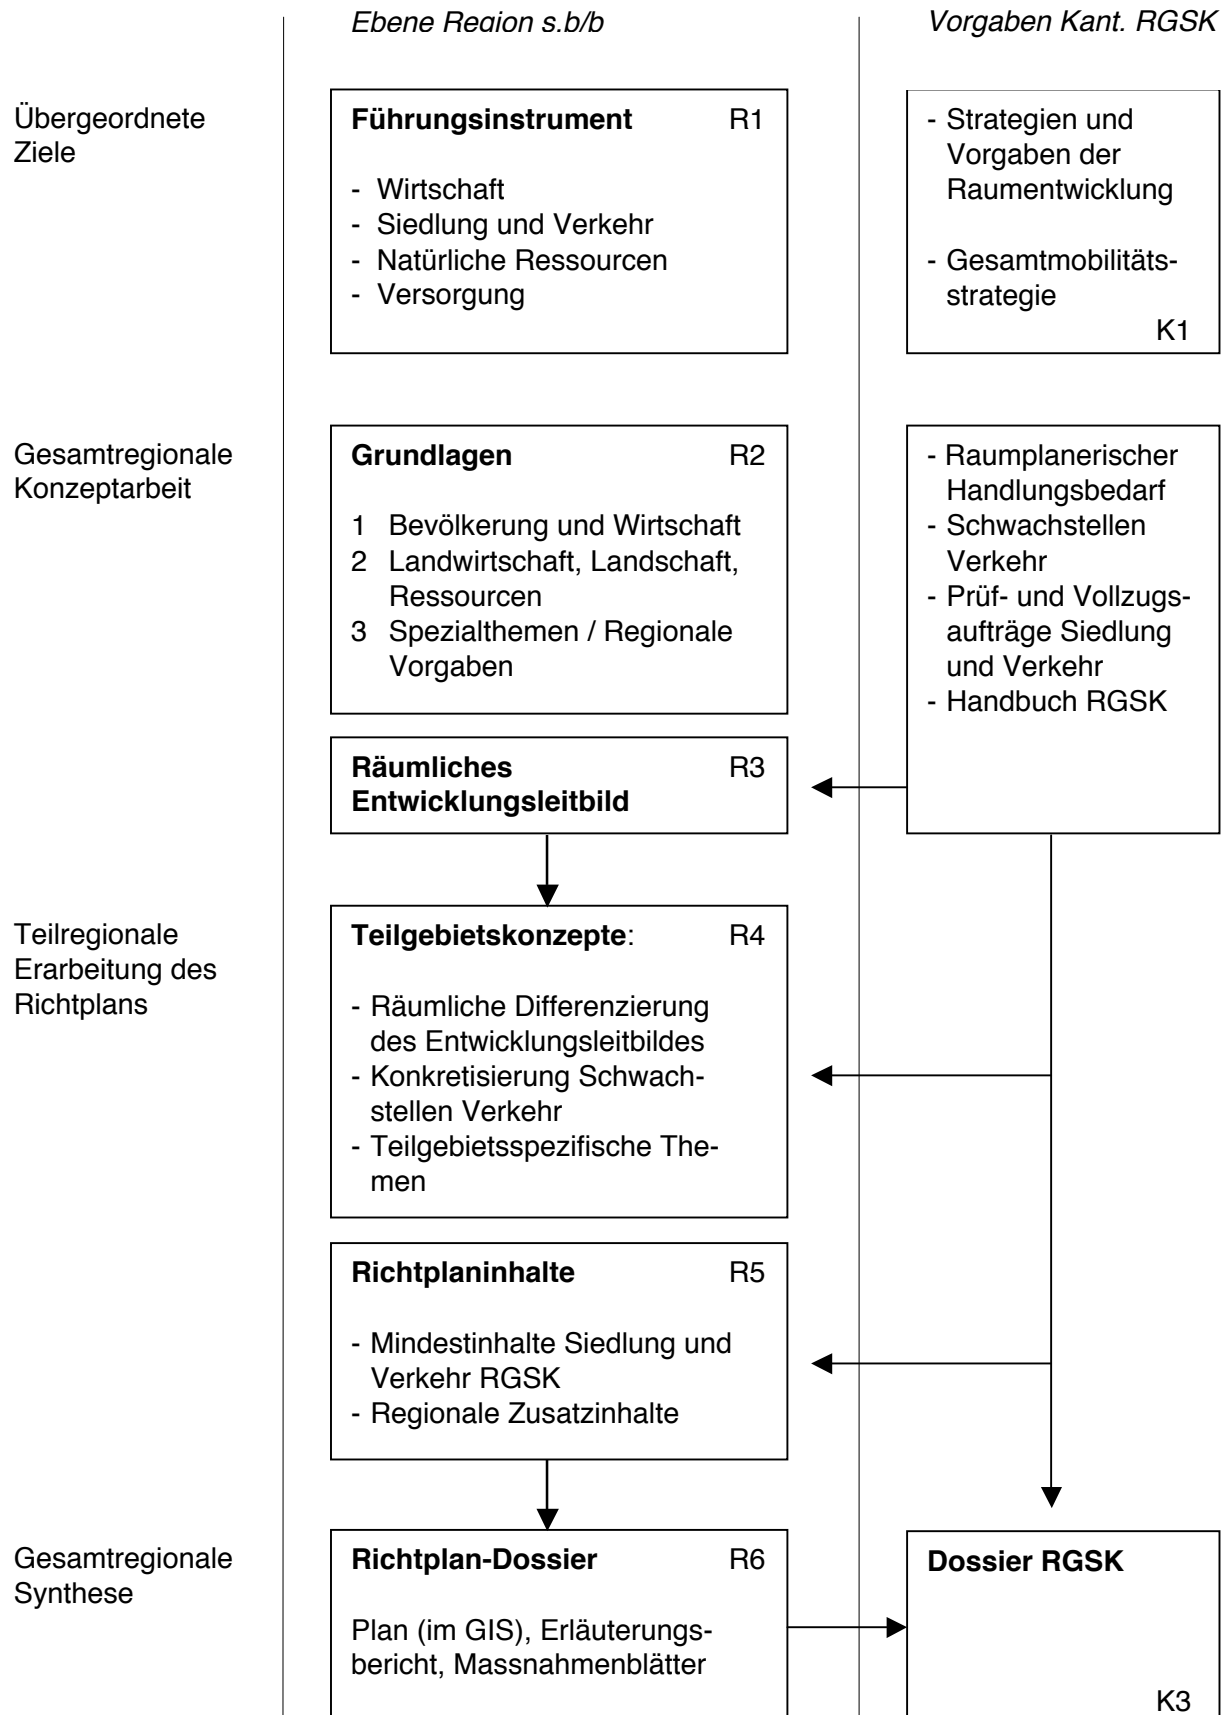 Ebene Region s.b/b
Vorgaben Kant. RGSK
Übergeordnete
Ziele
Führungsinstrument R1
- Wirtschaft
- Siedlung und Verkehr
- Natürliche Ressourcen
- Versorgung
- Strategien und
Vorgaben der
Raumentwicklung
- Gesamtmobilitäts-
strategie
K1
Gesamtregionale
Konzeptarbeit
Grundlagen R2
1 Bevölkerung und Wirtschaft
2 Landwirtschaft, Landschaft,
Ressourcen
3 Spezialthemen / Regionale
Vorgaben
- Raumplanerischer
Handlungsbedarf
- Schwachstellen
Verkehr
- Prüf- und Vollzugs-
aufträge Siedlung
und Verkehr
- Handbuch RGSK
Räumliches R3
Entwicklungsleitbild
Teilregionale
Erarbeitung des
Richtplans
Teilgebietskonzepte: R4
- Räumliche Differenzierung
des Entwicklungsleitbildes
- Konkretisierung Schwach-
stellen Verkehr
- Teilgebietsspezifische The-
men
Richtplaninhalte R5
- Mindestinhalte Siedlung und
Verkehr RGSK
- Regionale Zusatzinhalte
Gesamtregionale
Synthese
Richtplan-Dossier R6
Plan (im GIS), Erläuterungs-
bericht, Massnahmenblätter
Dossier RGSK
K3